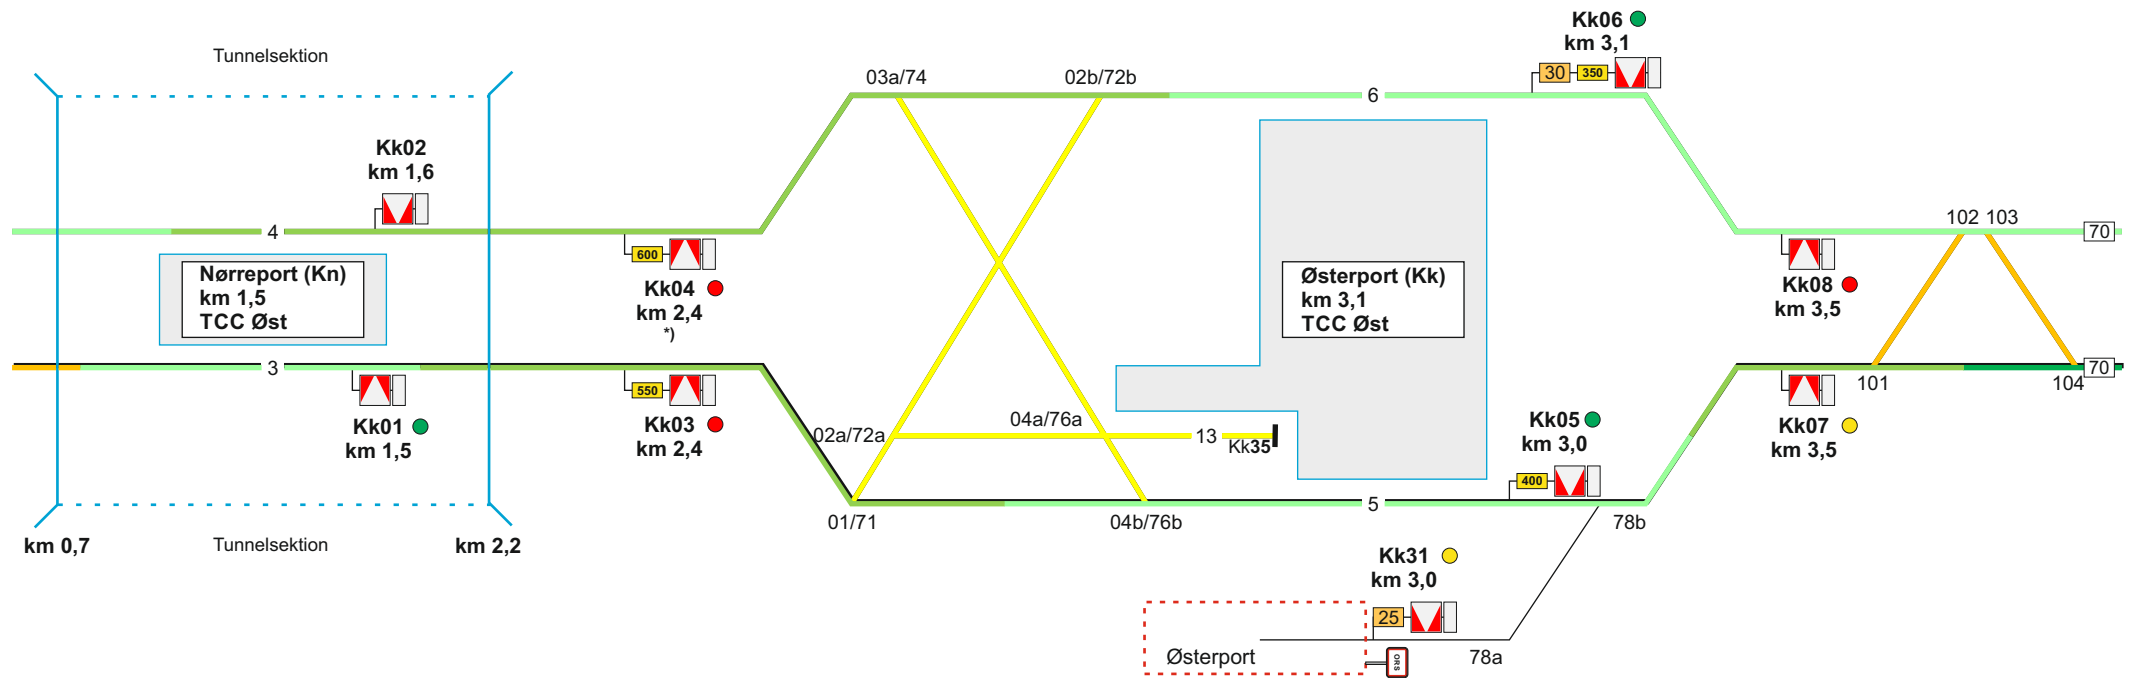 Tunnelsektion
Kk02
km 1,6
4
Nørreport (Kn)
km 1,5
TCC Øst
3
Kk01
km 1,5
km 0,7
Tunnelsektion
km 2,2
600
Kk04
km 2,4
*)
550
Kk03
km 2,4
03a/74
02b/72b
02a/72a
04a/76a
13
Kk35
01/71
04b/76b
6
Kk06
km 3,1
30
350
Østerport (Kk)
km 3,1
TCC Øst
Kk05
km 3,0
400
5
78b
Kk31
km 3,0
25
Østerport
ORS
78a
Kk08
km 3,5
102 103
70
101
104
70
Kk07
km 3,5